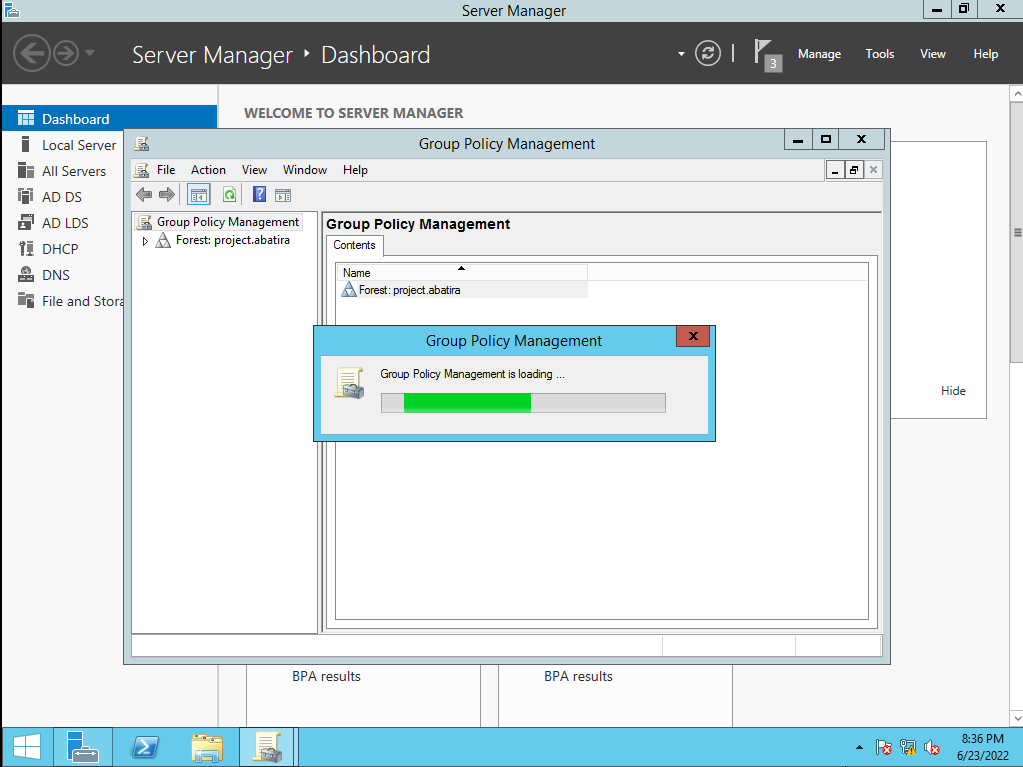 Server Manager
Server Manager ‣ Dashboard
3
Manage Tools View Help
WELCOME TO SERVER MANAGER
Dashboard
Local Server
All Servers
AD DS
AD LDS
DHCP
DNS
File and Stora
Hide
Group Policy Management
File Action View Window Help
Group Policy Management
Forest: project.abatira
Group Policy Management
Contents
Name
Forest: project.abatira
Group Policy Management
Group Policy Management is loading ...
BPA results
BPA results
8:36 PM
6/23/2022